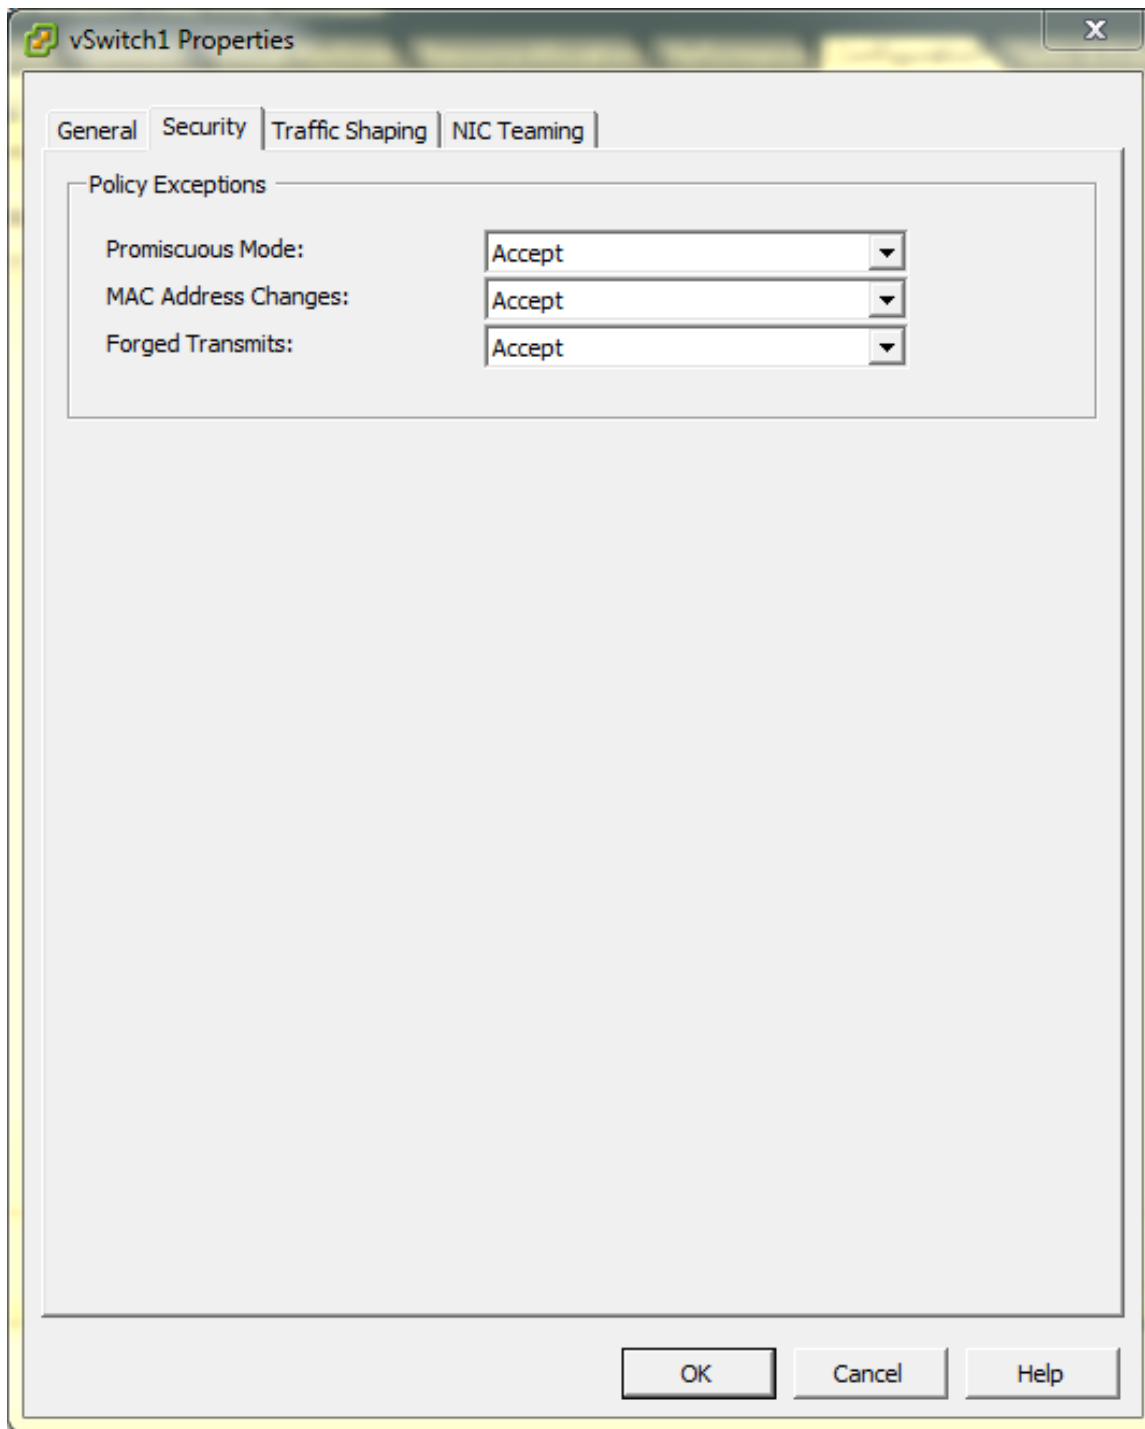 vSwitch1 Properties
General Security Traffic Shaping NIC Teaming
Policy Exceptions
Promiscuous Mode: Accept
MAC Address Changes: Accept
Forged Transmits: Accept
OK Cancel Help